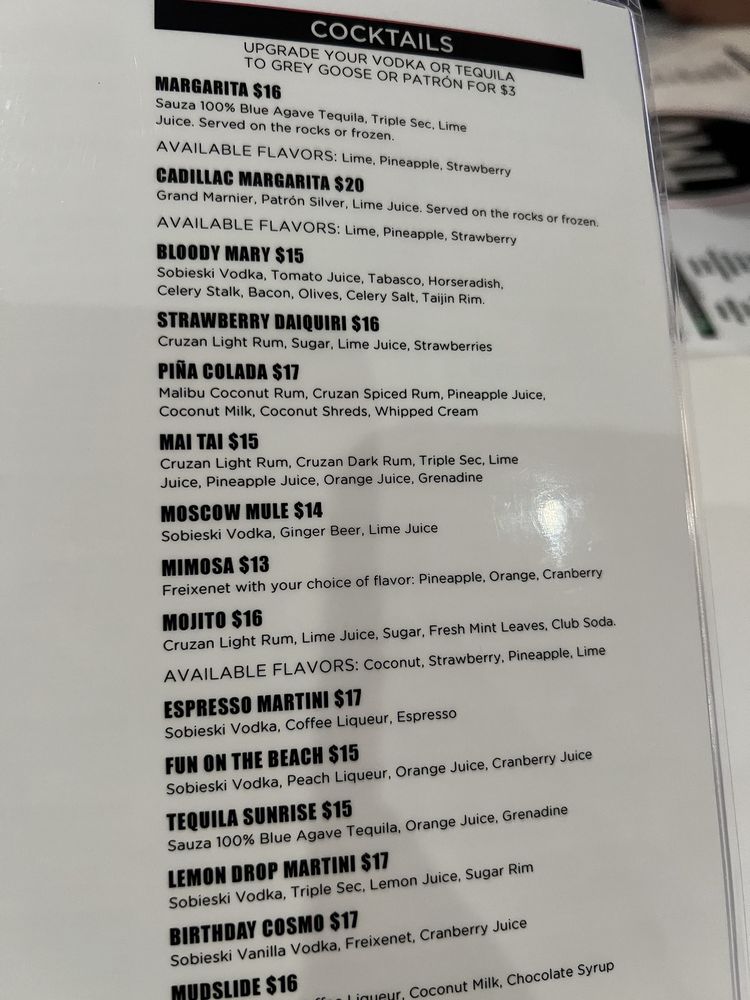 COCKTAILS
UPGRADE YOUR VODKA OR TEQUILA
TO GREY GOOSE OR PATRÓN FOR $3
MARGARITA $16
Sauza 100% Blue Agave Tequila, Triple Sec, Lime
Juice. Served on the rocks or frozen.
AVAILABLE FLAVORS: Lime, Pineapple, Strawberry
CADILLAC MARGARITA $20
Grand Marnier, Patrón Silver, Lime Juice. Served on the rocks or frozen.
AVAILABLE FLAVORS: Lime, Pineapple, Strawberry
BLOODY MARY $15
Sobieski Vodka, Tomato Juice, Tabasco, Horseradish,
Celery Stalk, Bacon, Olives, Celery Salt, Taijin Rim.
STRAWBERRY DAIQUIRI $16
Cruzan Light Rum, Sugar, Lime Juice, Strawberries
PIÑA COLADA $17
Malibu Coconut Rum, Cruzan Spiced Rum, Pineapple Juice,
Coconut Milk, Coconut Shreds, Whipped Cream
MAI TAI $15
Cruzan Light Rum, Cruzan Dark Rum, Triple Sec, Lime
Juice, Pineapple Juice, Orange Juice, Grenadine
MOSCOW MULE $14
Sobieski Vodka, Ginger Beer, Lime Juice
MIMOSA $13
Freixenet with your choice of flavor: Pineapple, Orange, Cranberry
MOJITO $16
Cruzan Light Rum, Lime Juice, Sugar, Fresh Mint Leaves, Club Soda.
AVAILABLE FLAVORS: Coconut, Strawberry, Pineapple, Lime
ESPRESSO MARTINI $17
Sobieski Vodka, Coffee Liqueur, Espresso
FUN ON THE BEACH $15
Sobieski Vodka, Peach Liqueur, Orange Juice, Cranberry Juice
TEQUILA SUNRISE $15
Sauza 100% Blue Agave Tequila, Orange Juice, Grenadine
LEMON DROP MARTINI $17
Sobieski Vodka, Triple Sec, Lemon Juice, Sugar Rim
BIRTHDAY COSMO $17
Sobieski Vanilla Vodka, Freixenet, Cranberry Juice
MUDSLIDE $16
Liqueur, Coconut Milk, Chocolate Syrup